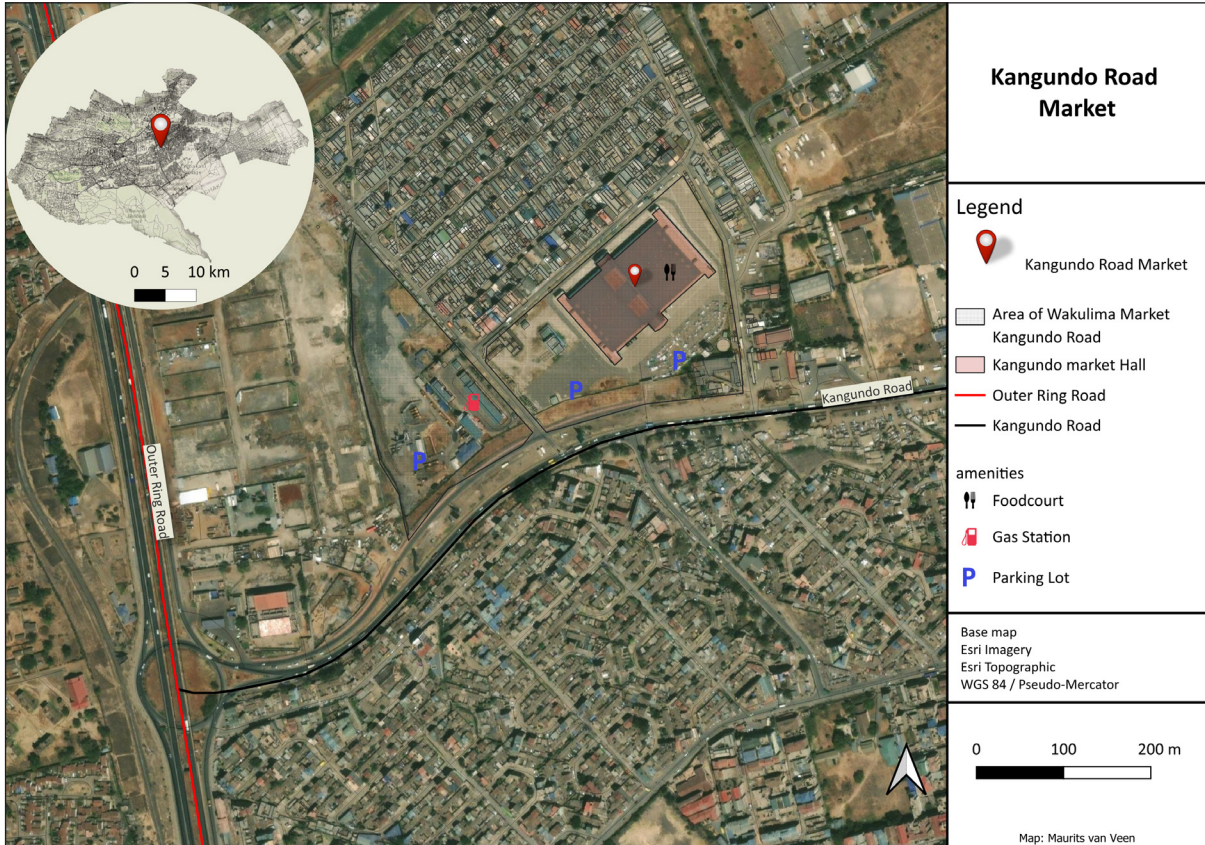 Kangundo Road
Market
Legend
Kangundo Road Market
Area of Wakulima Market
Kangundo Road
Kangundo market Hall
Outer Ring Road
Kangundo Road
amenities
Foodcourt
Gas Station
P Parking Lot
Base map
Esri Imagery
Esri Topographic
WGS 84 / Pseudo-Mercator
0 100 200 m
Map: Maurits van Veen
0 5 10 km
Kangundo Road
Outer Ring Road
P
P
P